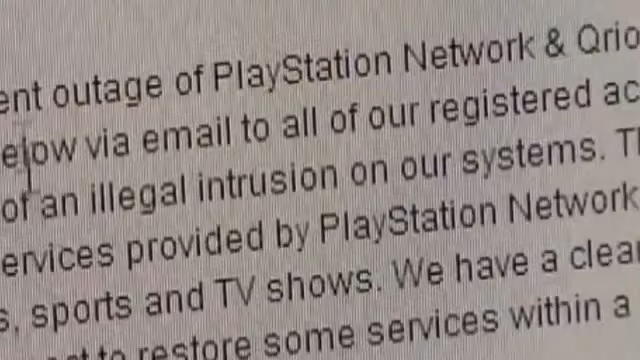 ent outage of PlayStation Network & Qrio
elow via email to all of our registered ac
of an illegal intrusion on our systems. Th
ervices provided by PlayStation Network
s, sports and TV shows. We have a clear
to restore some services within a